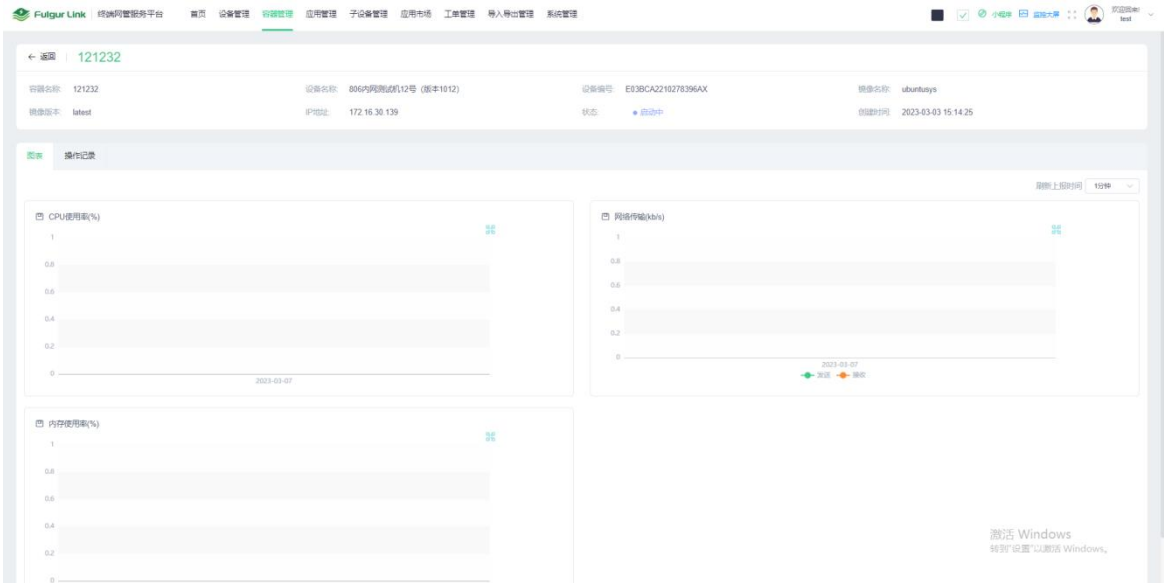 Fulgur Link 终端网管服务平台 首页 设备管理 容器管理 应用管理 子设备管理 应用市场 工单管理 导入导出管理 系统管理 小程序 监控大屏 欢迎回来!
test
← 返回 121232
容器名称: 121232 设备名称: 806内网测试机12号 (版本1012) 设备编号: E03BCA2210278396AX 镜像名称: ubuntusys
镜像版本: latest IP地址: 172.16.30.139 状态: 启动中 创建时间: 2023-03-03 15:14:25
图表 操作记录
刷新上报时间 1分钟
CPU使用率(%)
1
0.8
0.6
0.4
0.2
0
2023-03-07
网络传输(kb/s)
1
0.8
0.6
0.4
0.2
0
2023-03-07
发送 接收
内存使用率(%)
1
0.8
0.6
0.4
0.2
0
激活 Windows
转到"设置"以激活 Windows。